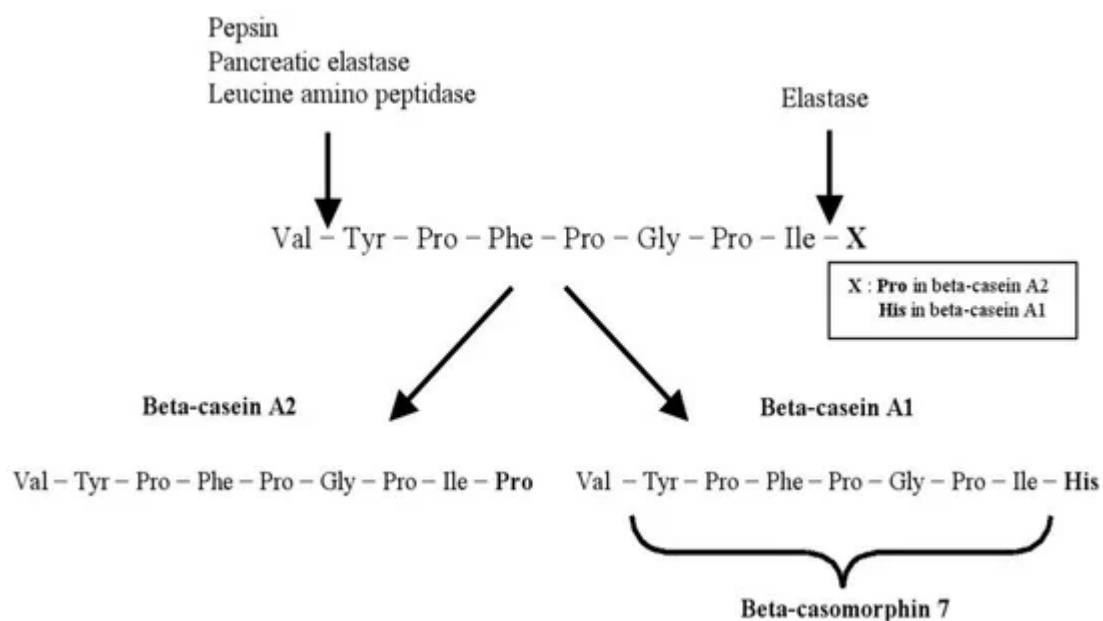 Pepsin
Pancreatic elastase
Leucine amino peptidase
Elastase
Val – Tyr – Pro – Phe – Pro – Gly – Pro – Ile – X
X : Pro in beta-casein A2
His in beta-casein A1
Beta-casein A2
Beta-casein A1
Val – Tyr – Pro – Phe – Pro – Gly – Pro – Ile – Pro
Val – Tyr – Pro – Phe – Pro – Gly – Pro – Ile – His
Beta-casomorphin 7